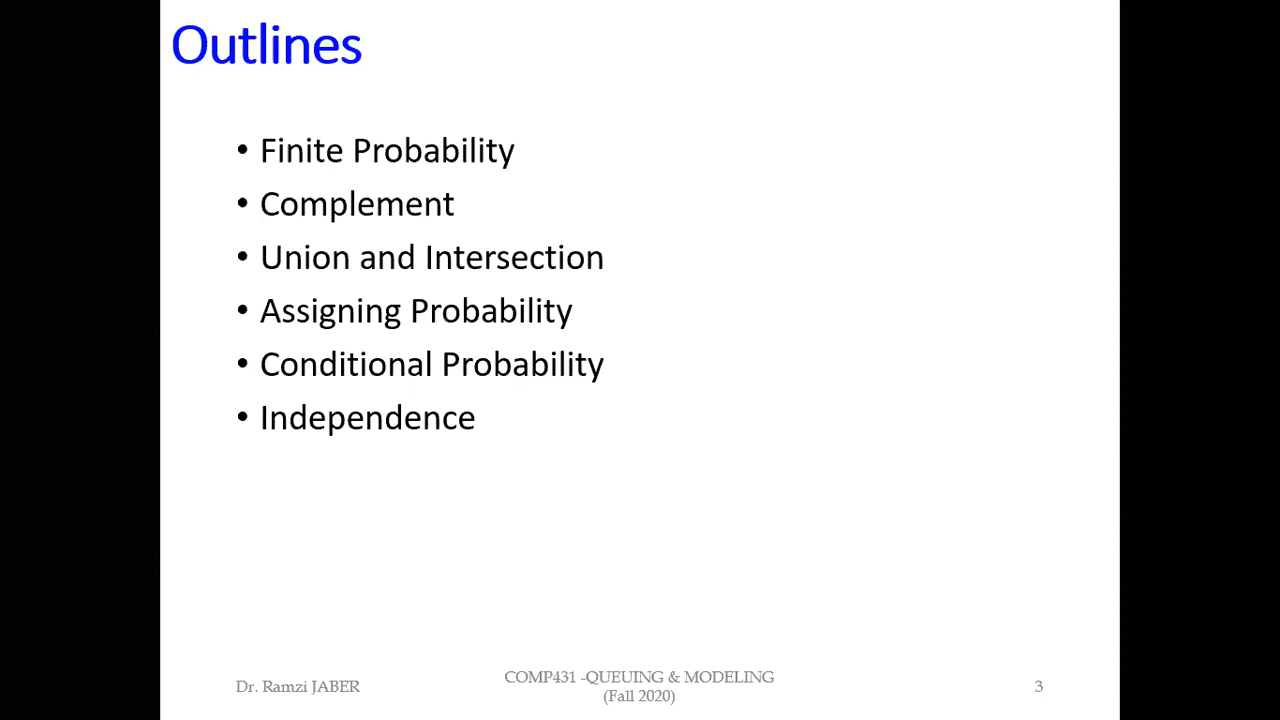 Outlines
• Finite Probability
• Complement
• Union and Intersection
• Assigning Probability
• Conditional Probability
• Independence
Dr. Ramzi JABER
COMP431 -QUEUING & MODELING
(Fall 2020)
3